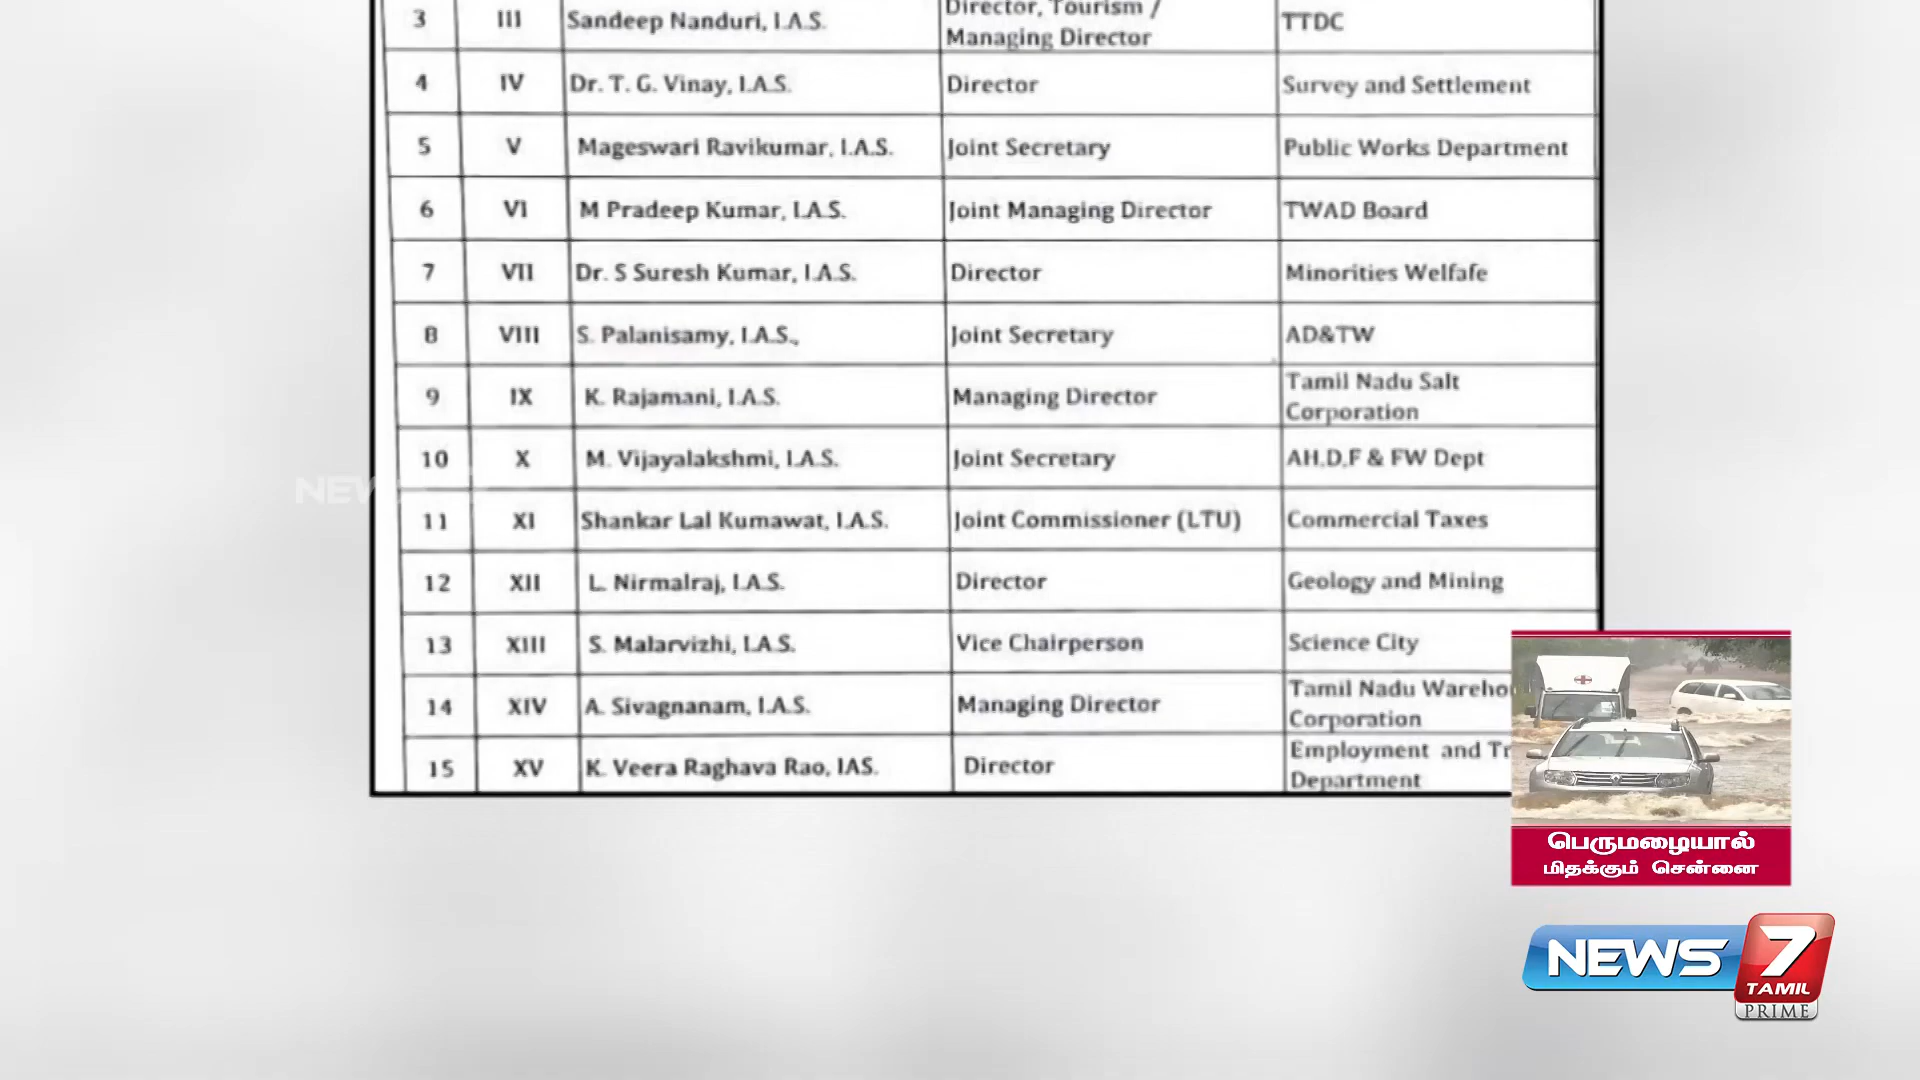 3 III Sandeep Nanduri, I.A.S. Director, Tourism / Managing Director TTDC
4 IV Dr. T. G. Vinay, I.A.S. Director Survey and Settlement
5 V Mageswari Ravikumar, I.A.S. Joint Secretary Public Works Department
6 VI M Pradeep Kumar, I.A.S. Joint Managing Director TWAD Board
7 VII Dr. S Suresh Kumar, I.A.S. Director Minorities Welfafe
8 VIII S. Palanisamy, I.A.S., Joint Secretary AD&TW
9 IX K. Rajamani, I.A.S. Managing Director Tamil Nadu Salt Corporation
10 X M. Vijayalakshmi, I.A.S. Joint Secretary AH,D,F & FW Dept
11 XI Shankar Lal Kumawat, I.A.S. Joint Commissioner (LTU) Commercial Taxes
12 XII L. Nirmalraj, I.A.S. Director Geology and Mining
13 XIII S. Malarvizhi, I.A.S. Vice Chairperson Science City
14 XIV A. Sivagnanam, I.A.S. Managing Director Tamil Nadu Corporation
15 XV K. Veera Raghava Rao, IAS. Director Employment and Department
பெருமழையால்
மிதக்கும் சென்னை
NEWS 7
TAMIL
PRIME